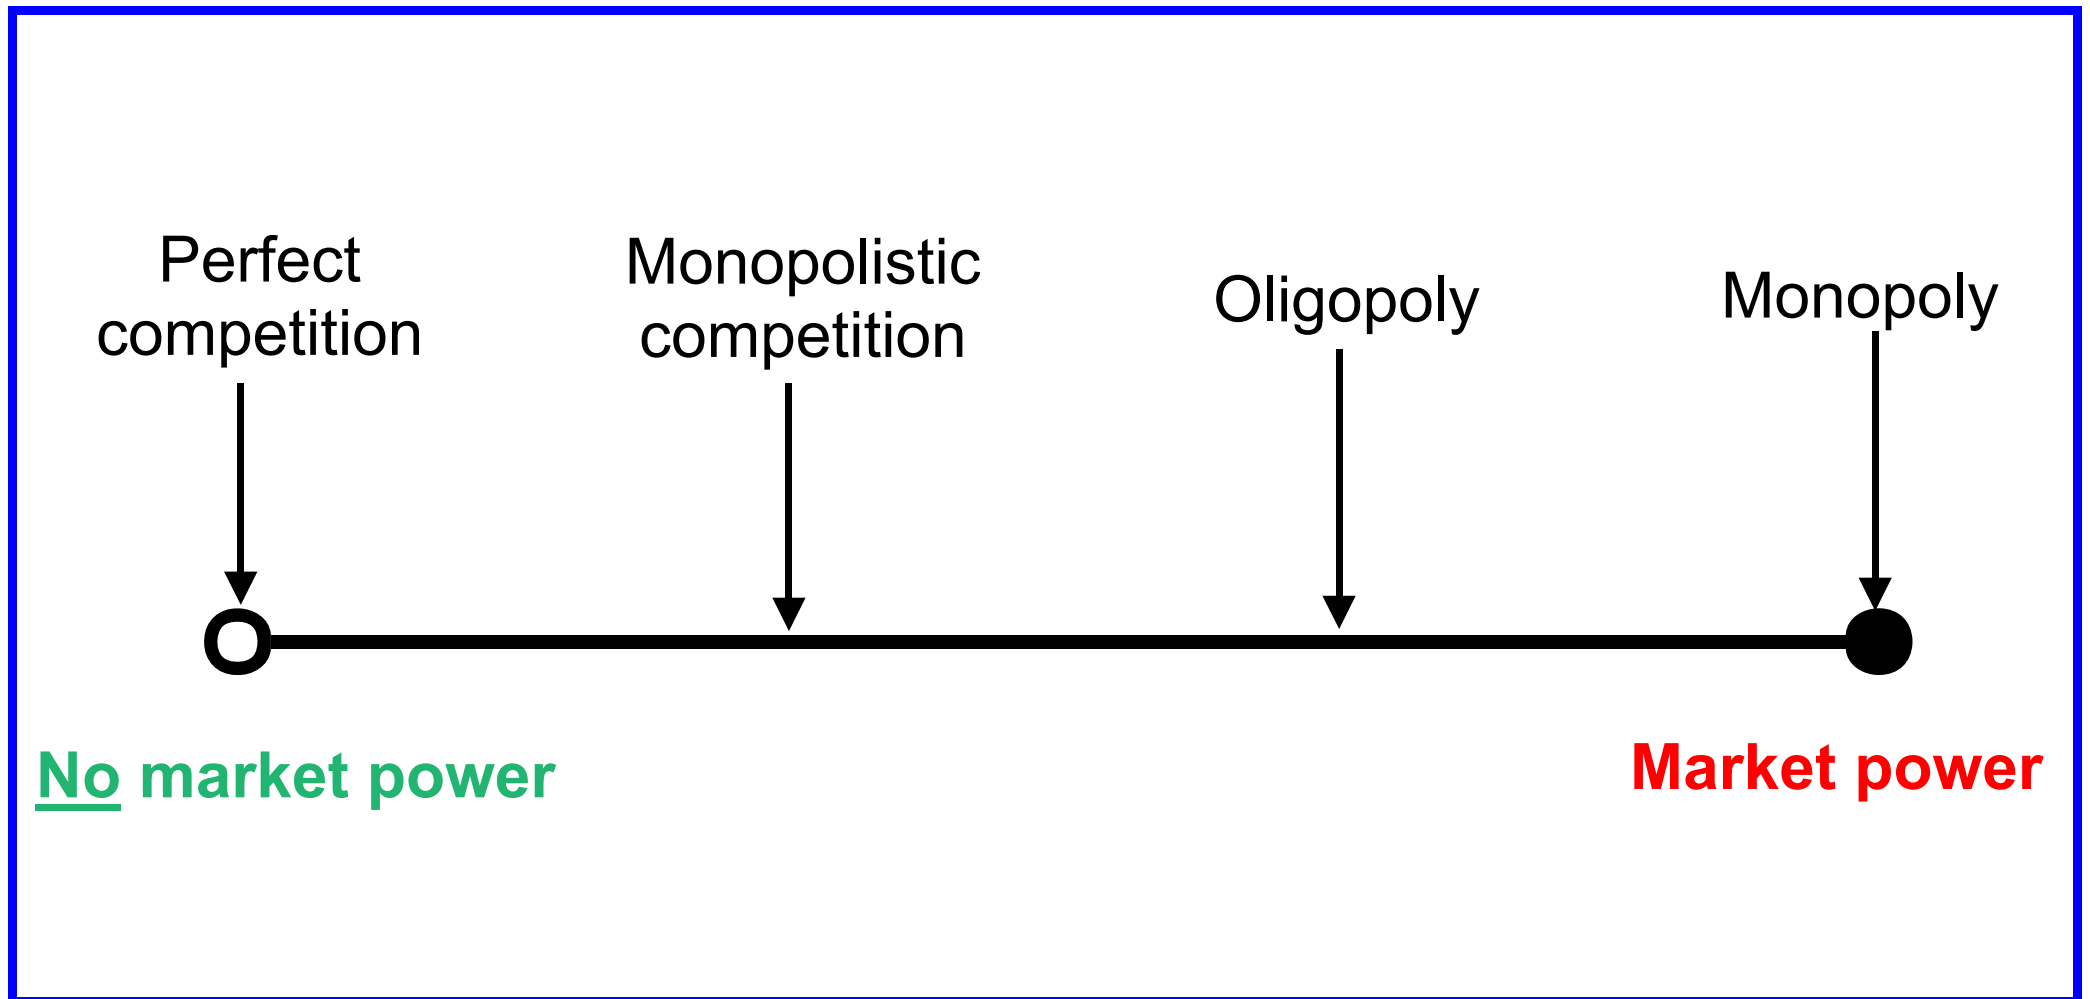 Perfect
competition
Monopolistic
competition
Oligopoly
Monopoly
No market power
Market power